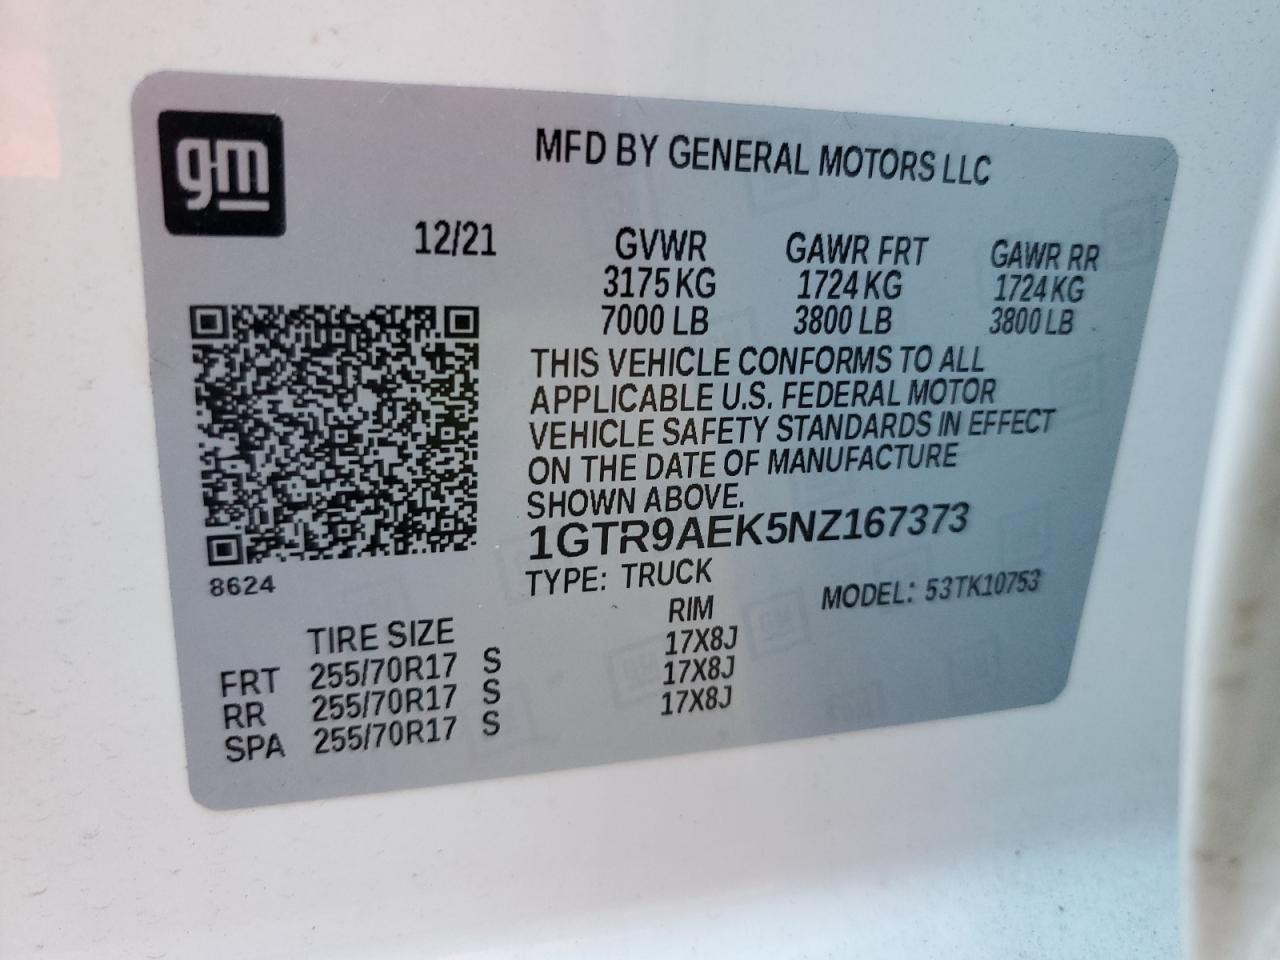 gm
MFD BY GENERAL MOTORS LLC
12/21 GVWR GAWR FRT GAWR RR
3175 KG 1724 KG 1724 KG
7000 LB 3800 LB 3800 LB
THIS VEHICLE CONFORMS TO ALL
APPLICABLE U.S. FEDERAL MOTOR
VEHICLE SAFETY STANDARDS IN EFFECT
ON THE DATE OF MANUFACTURE
SHOWN ABOVE.
1GTR9AEK5NZ167373
8624
TYPE: TRUCK MODEL: 53TK10753
TIRE SIZE RIM
FRT 255/70R17 S 17X8J
RR 255/70R17 S 17X8J
SPA 255/70R17 S 17X8J